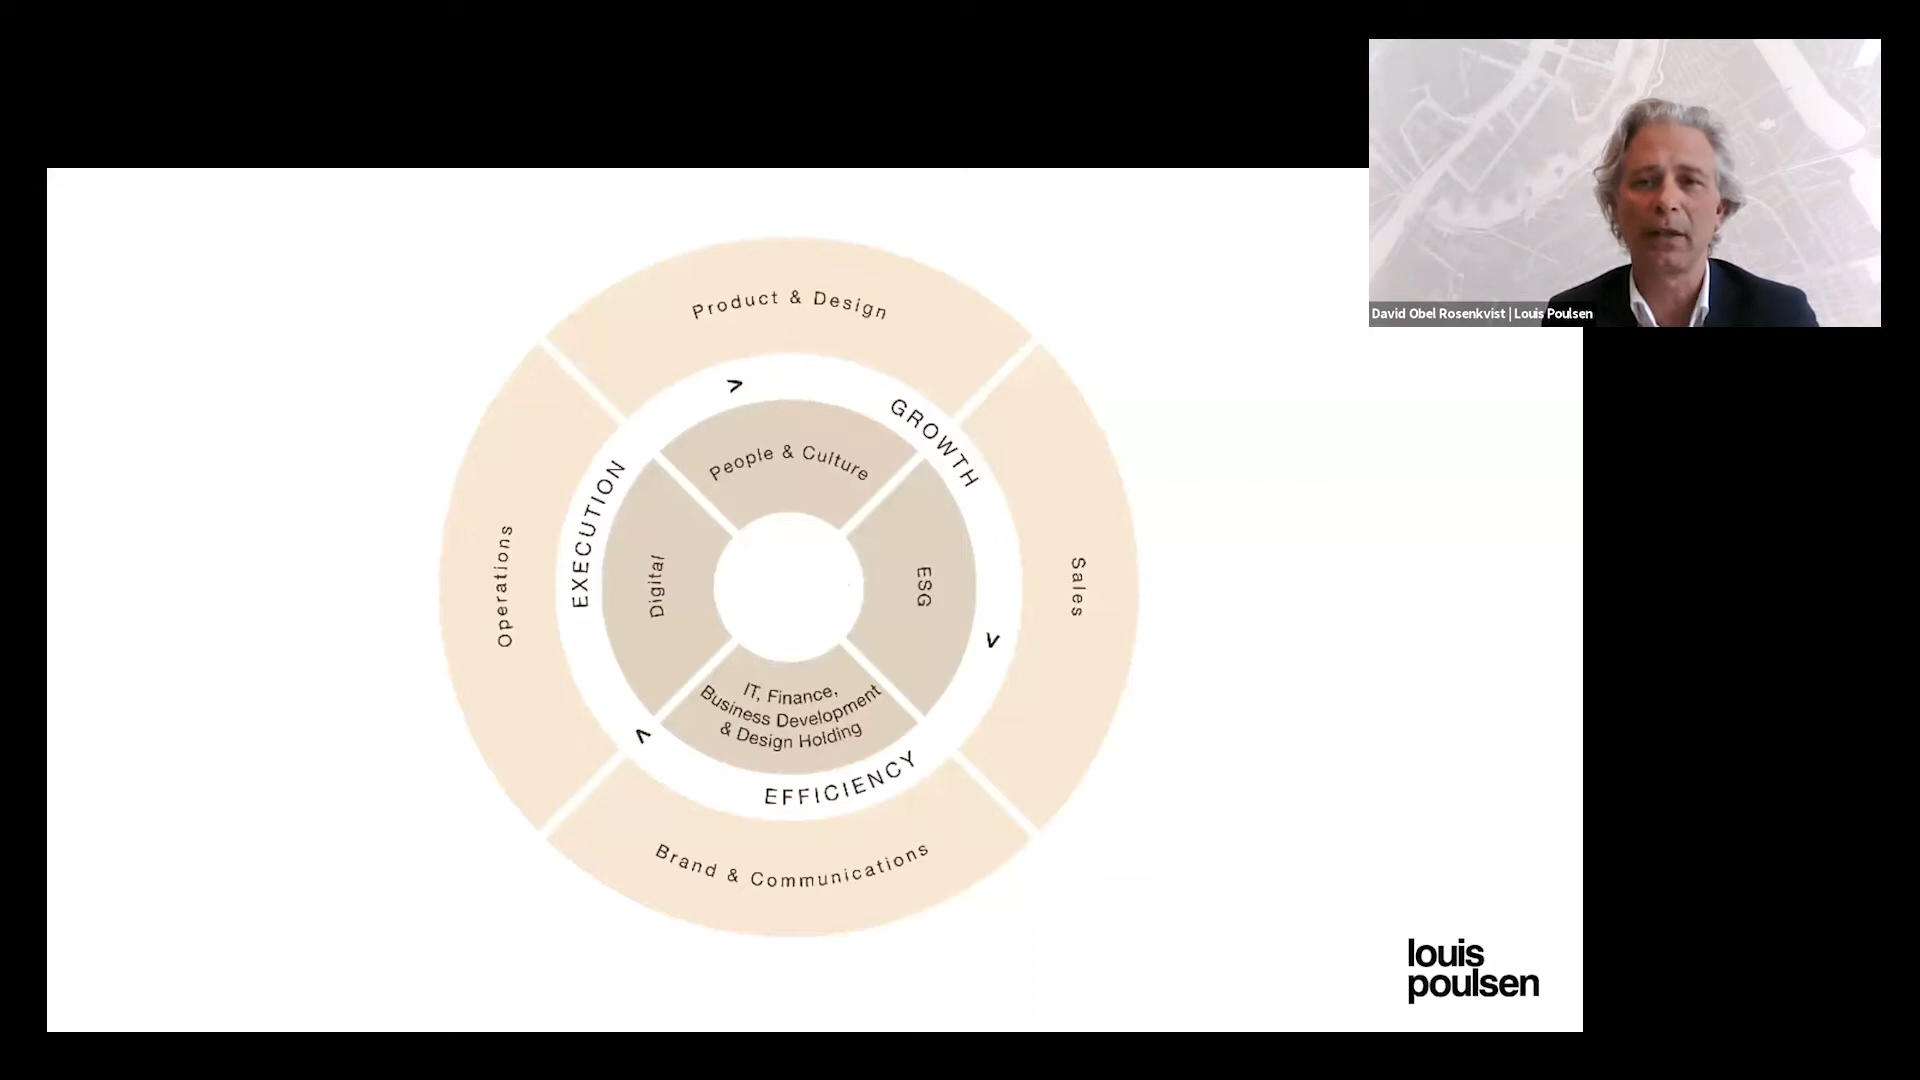 David Obel Rosenkvist | Louis Poulsen
Product & Design
GROWTH
>
People & Culture
EXECUTION
Operations
Digital
ESG
Sales
>
IT, Finance,
Business Development
& Design Holding
>
EFFICIENCY
Brand & Communications
louis
poulsen